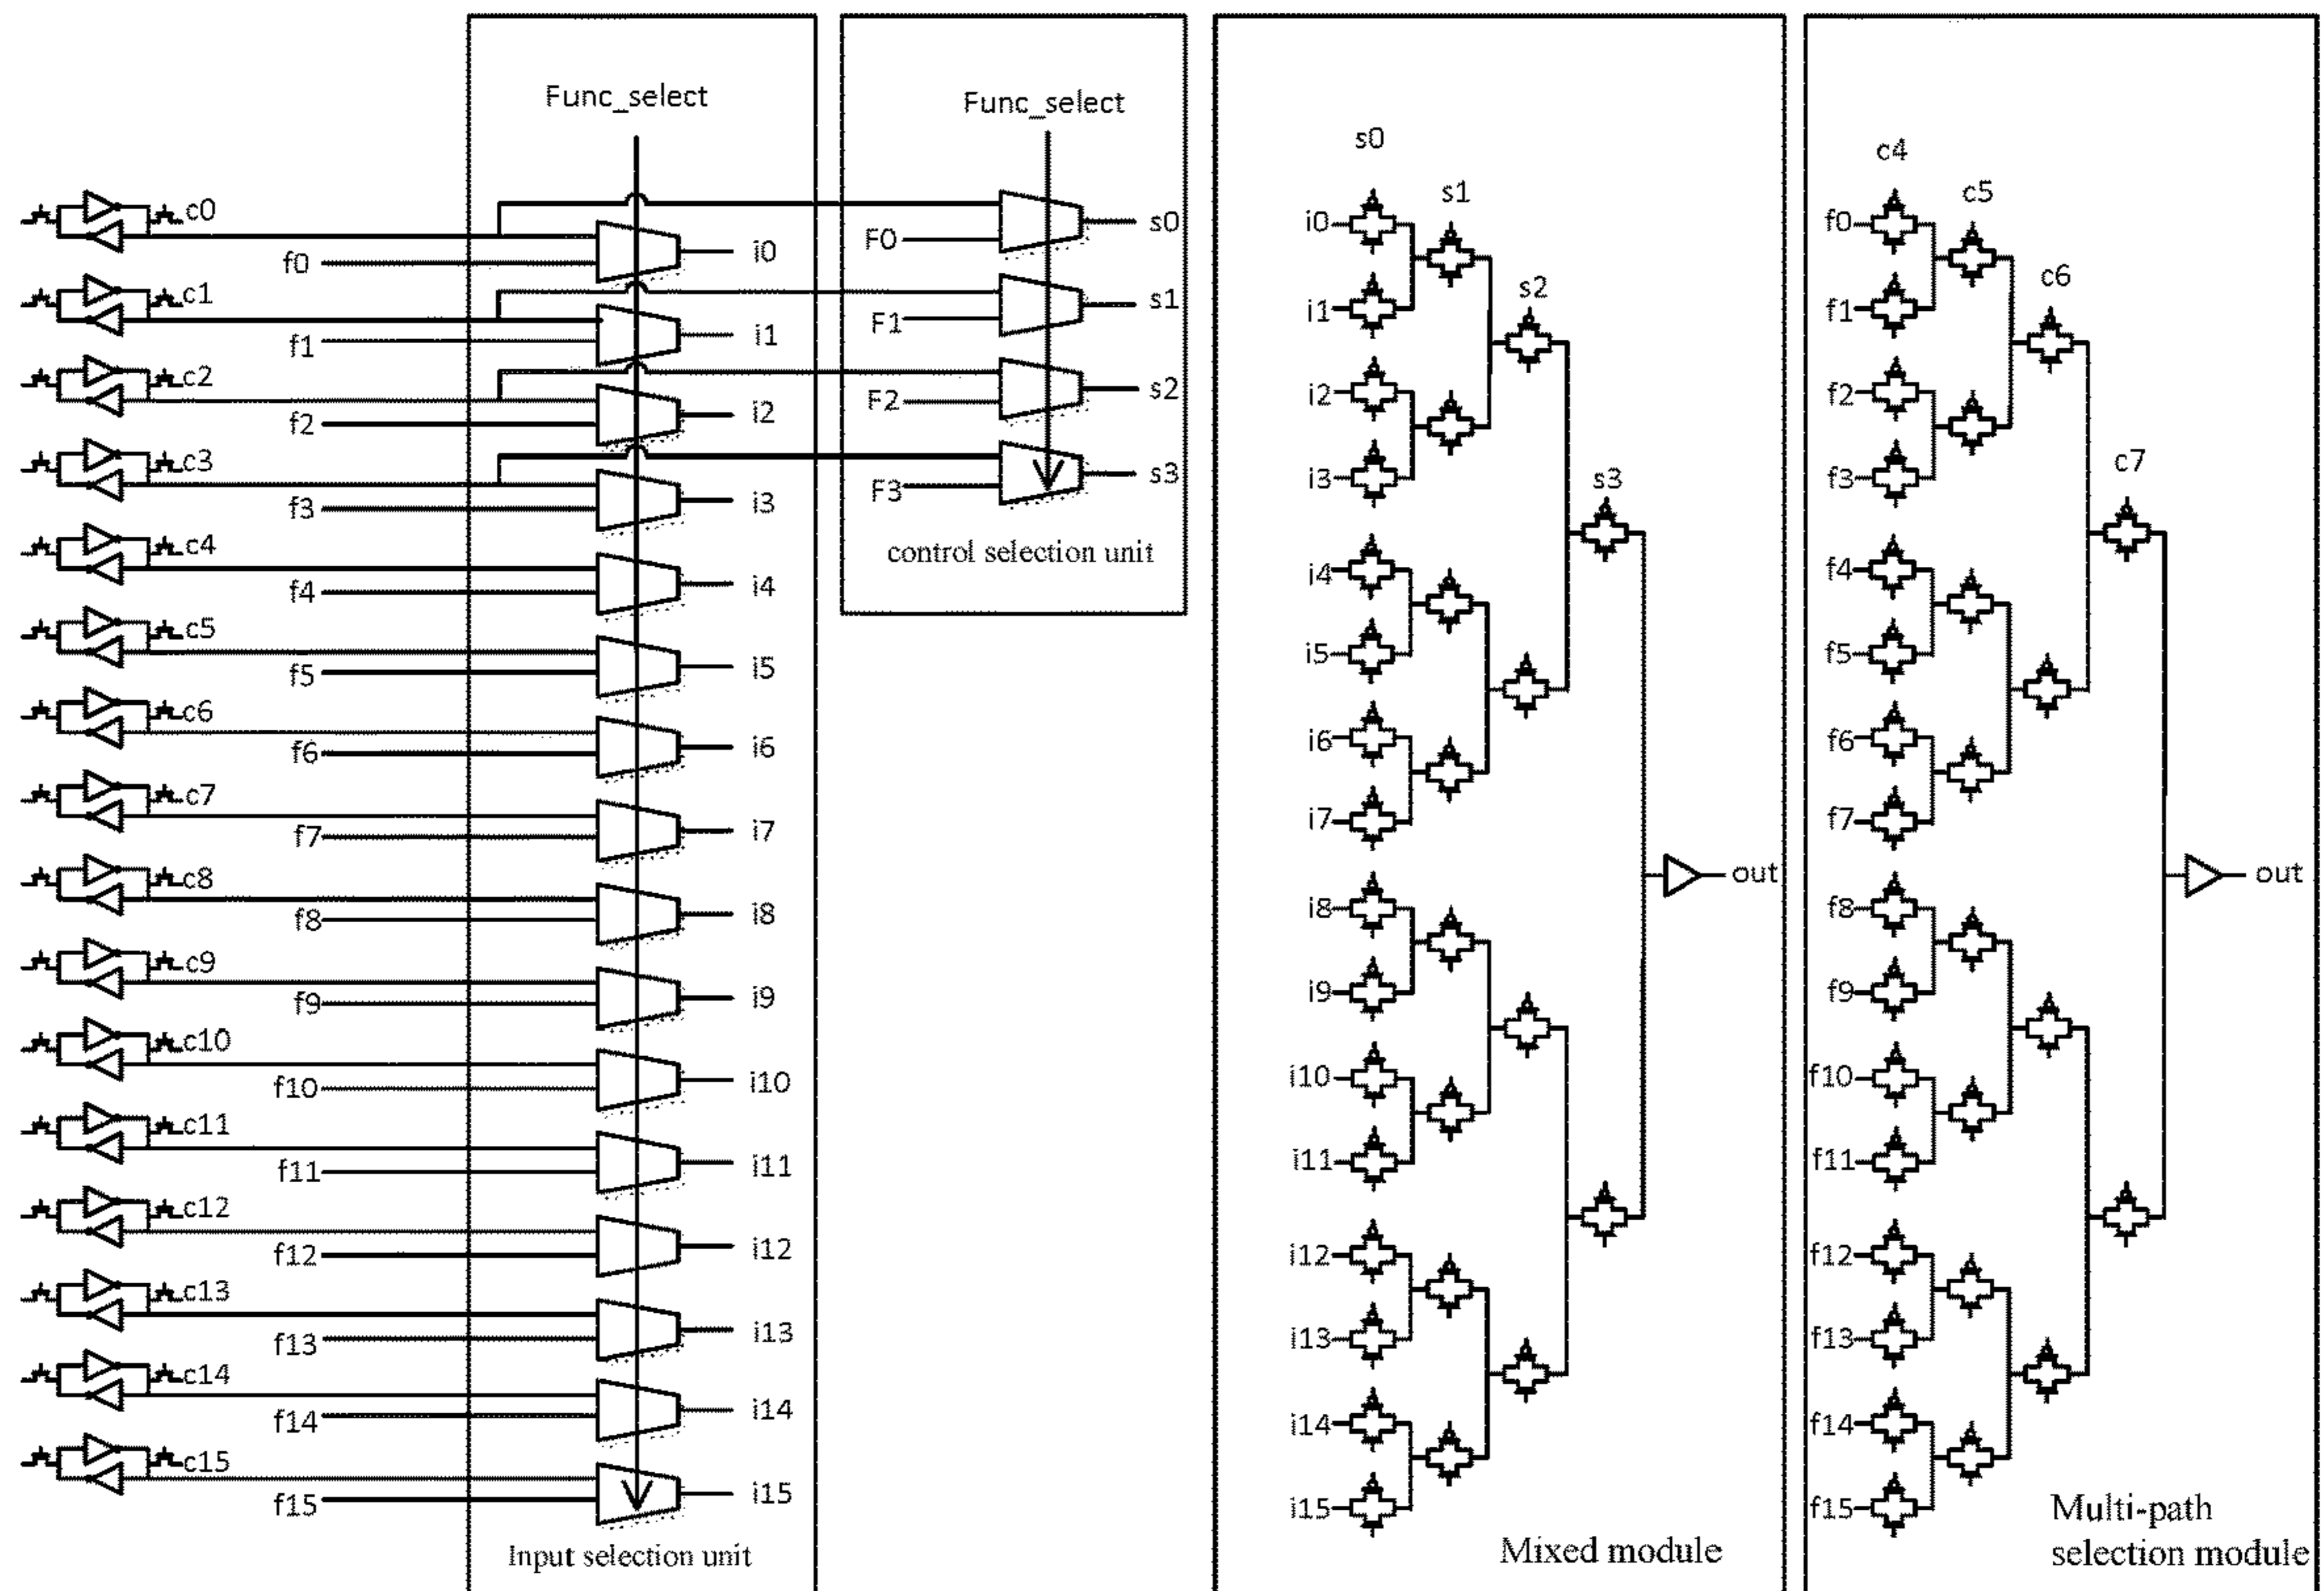 Func_select
c0
f0
i0
c1
f1
i1
c2
f2
i2
c3
f3
i3
c4
f4
i4
c5
f5
i5
c6
f6
i6
c7
f7
i7
c8
f8
i8
c9
f9
i9
c10
f10
i10
c11
f11
i11
c12
f12
i12
c13
f13
i13
c14
f14
i14
c15
f15
i15
Input selection unit
Func_select
F0
s0
F1
s1
F2
s2
F3
s3
control selection unit
s0
s1
s2
s3
i0
i1
i2
i3
i4
i5
i6
i7
i8
i9
i10
i11
i12
i13
i14
i15
out
Mixed module
c4
c5
c6
c7
f0
f1
f2
f3
f4
f5
f6
f7
f8
f9
f10
f11
f12
f13
f14
f15
out
Multi-path
selection module